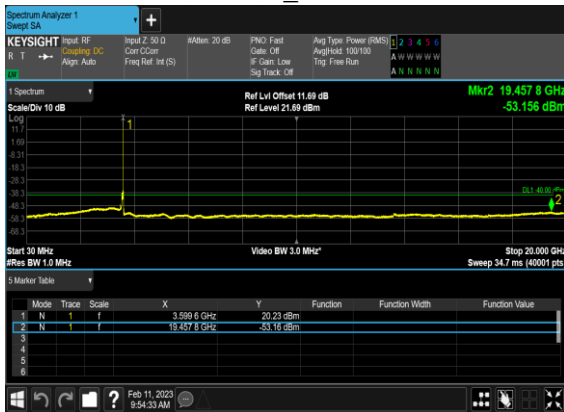 Spectrum Analyzer 1
Swept SA
KEYSIGHT Input: RF Input Z: 50 Ω #Atten: 20 dB PNO: Fast Avg Type: Power (RMS) 1 2 3 4 5 6
R T Coupling: DC Corr CCorr Gate: Off Avg|Hold: 100/100 A W W W W W
Align: Auto Freq Ref: Int (S) IF Gain: Low Trig: Free Run
Sig Track: Off A N N N N N
1 Spectrum Ref Lvl Offset 11.69 dB Mkr2 19.457 8 GHz
Scale/Div 10 dB Ref Level 21.69 dBm -53.156 dBm
Log
11.7
1.69
-8.31
-18.3
-28.3
-38.3
-48.3
-58.3
-68.3
1
DL1 -40.00 dBm
2
Start 30 MHz Video BW 3.0 MHz* Stop 20.000 GHz
#Res BW 1.0 MHz Sweep 34.7 ms (40001 pts)
5 Marker Table
Mode Trace Scale X Y Function Function Width Function Value
1 N 1 f 3.599 6 GHz 20.23 dBm
2 N 1 f 19.457 8 GHz -53.16 dBm
3
4
5
6
Feb 11, 2023
9:54:33 AM